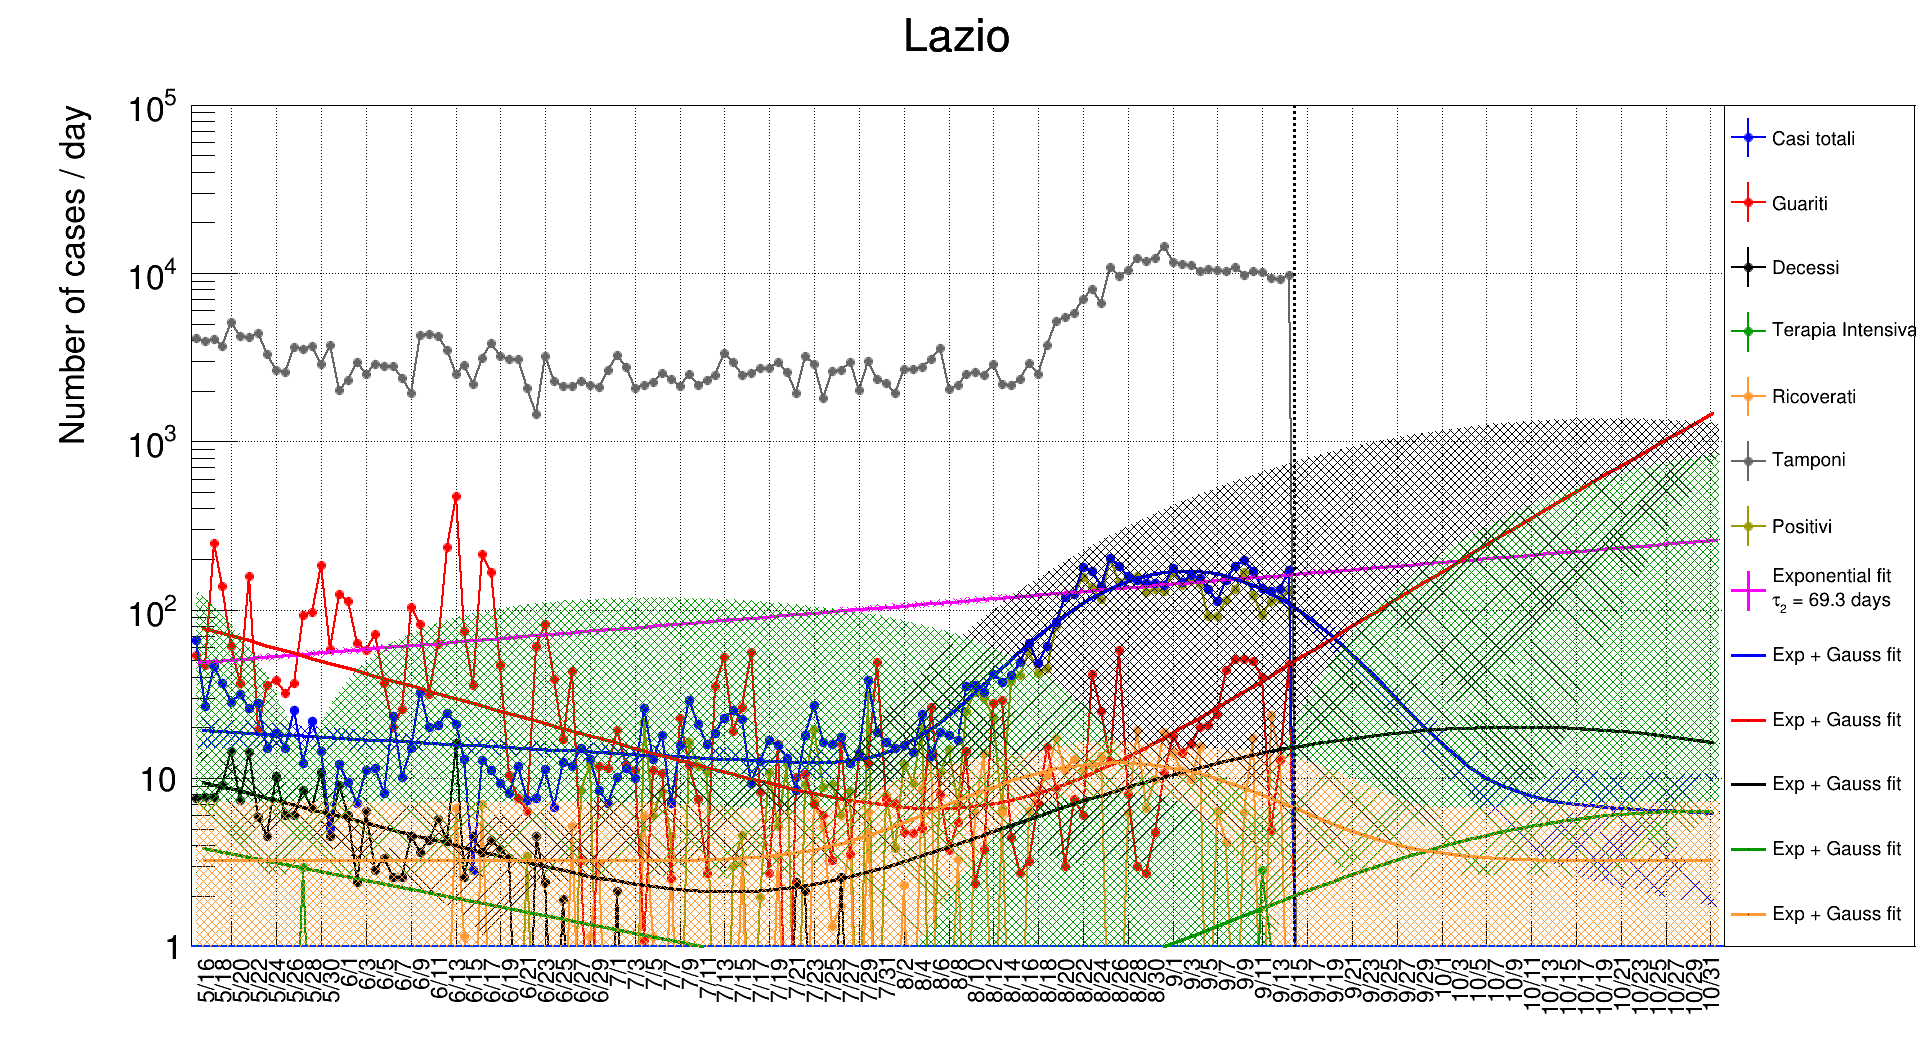 Lazio
Number of cases / day
10^5
10^4
10^3
10^2
10
1
5/16 5/18 5/20 5/22 5/24 5/26 5/28 5/30 6/1 6/3 6/5 6/7 6/9 6/11 6/13 6/15 6/17 6/19 6/21 6/23 6/25 6/27 6/29 7/1 7/3 7/5 7/7 7/9 7/11 7/13 7/15 7/17 7/19 7/21 7/23 7/25 7/27 7/29 7/31 8/2 8/4 8/6 8/8 8/10 8/12 8/14 8/16 8/18 8/20 8/22 8/24 8/26 8/28 8/30 9/1 9/3 9/5 9/7 9/9 9/11 9/13 9/15 9/17 9/19 9/21 9/23 9/25 9/27 9/29 10/1 10/3 10/5 10/7 10/9 10/11 10/13 10/15 10/17 10/19 10/21 10/23 10/25 10/27 10/29 10/31
Casi totali
Guariti
Decessi
Terapia Intensiva
Ricoverati
Tamponi
Positivi
Exponential fit
τ2 = 69.3 days
Exp + Gauss fit
Exp + Gauss fit
Exp + Gauss fit
Exp + Gauss fit
Exp + Gauss fit